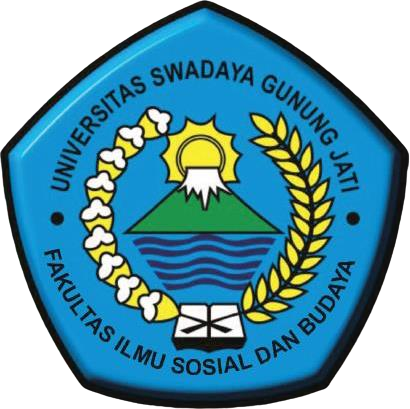 UNIVERSITAS SWADAYA GUNUNG JATI
FAKULTAS ILMU SOSIAL DAN BUDAYA